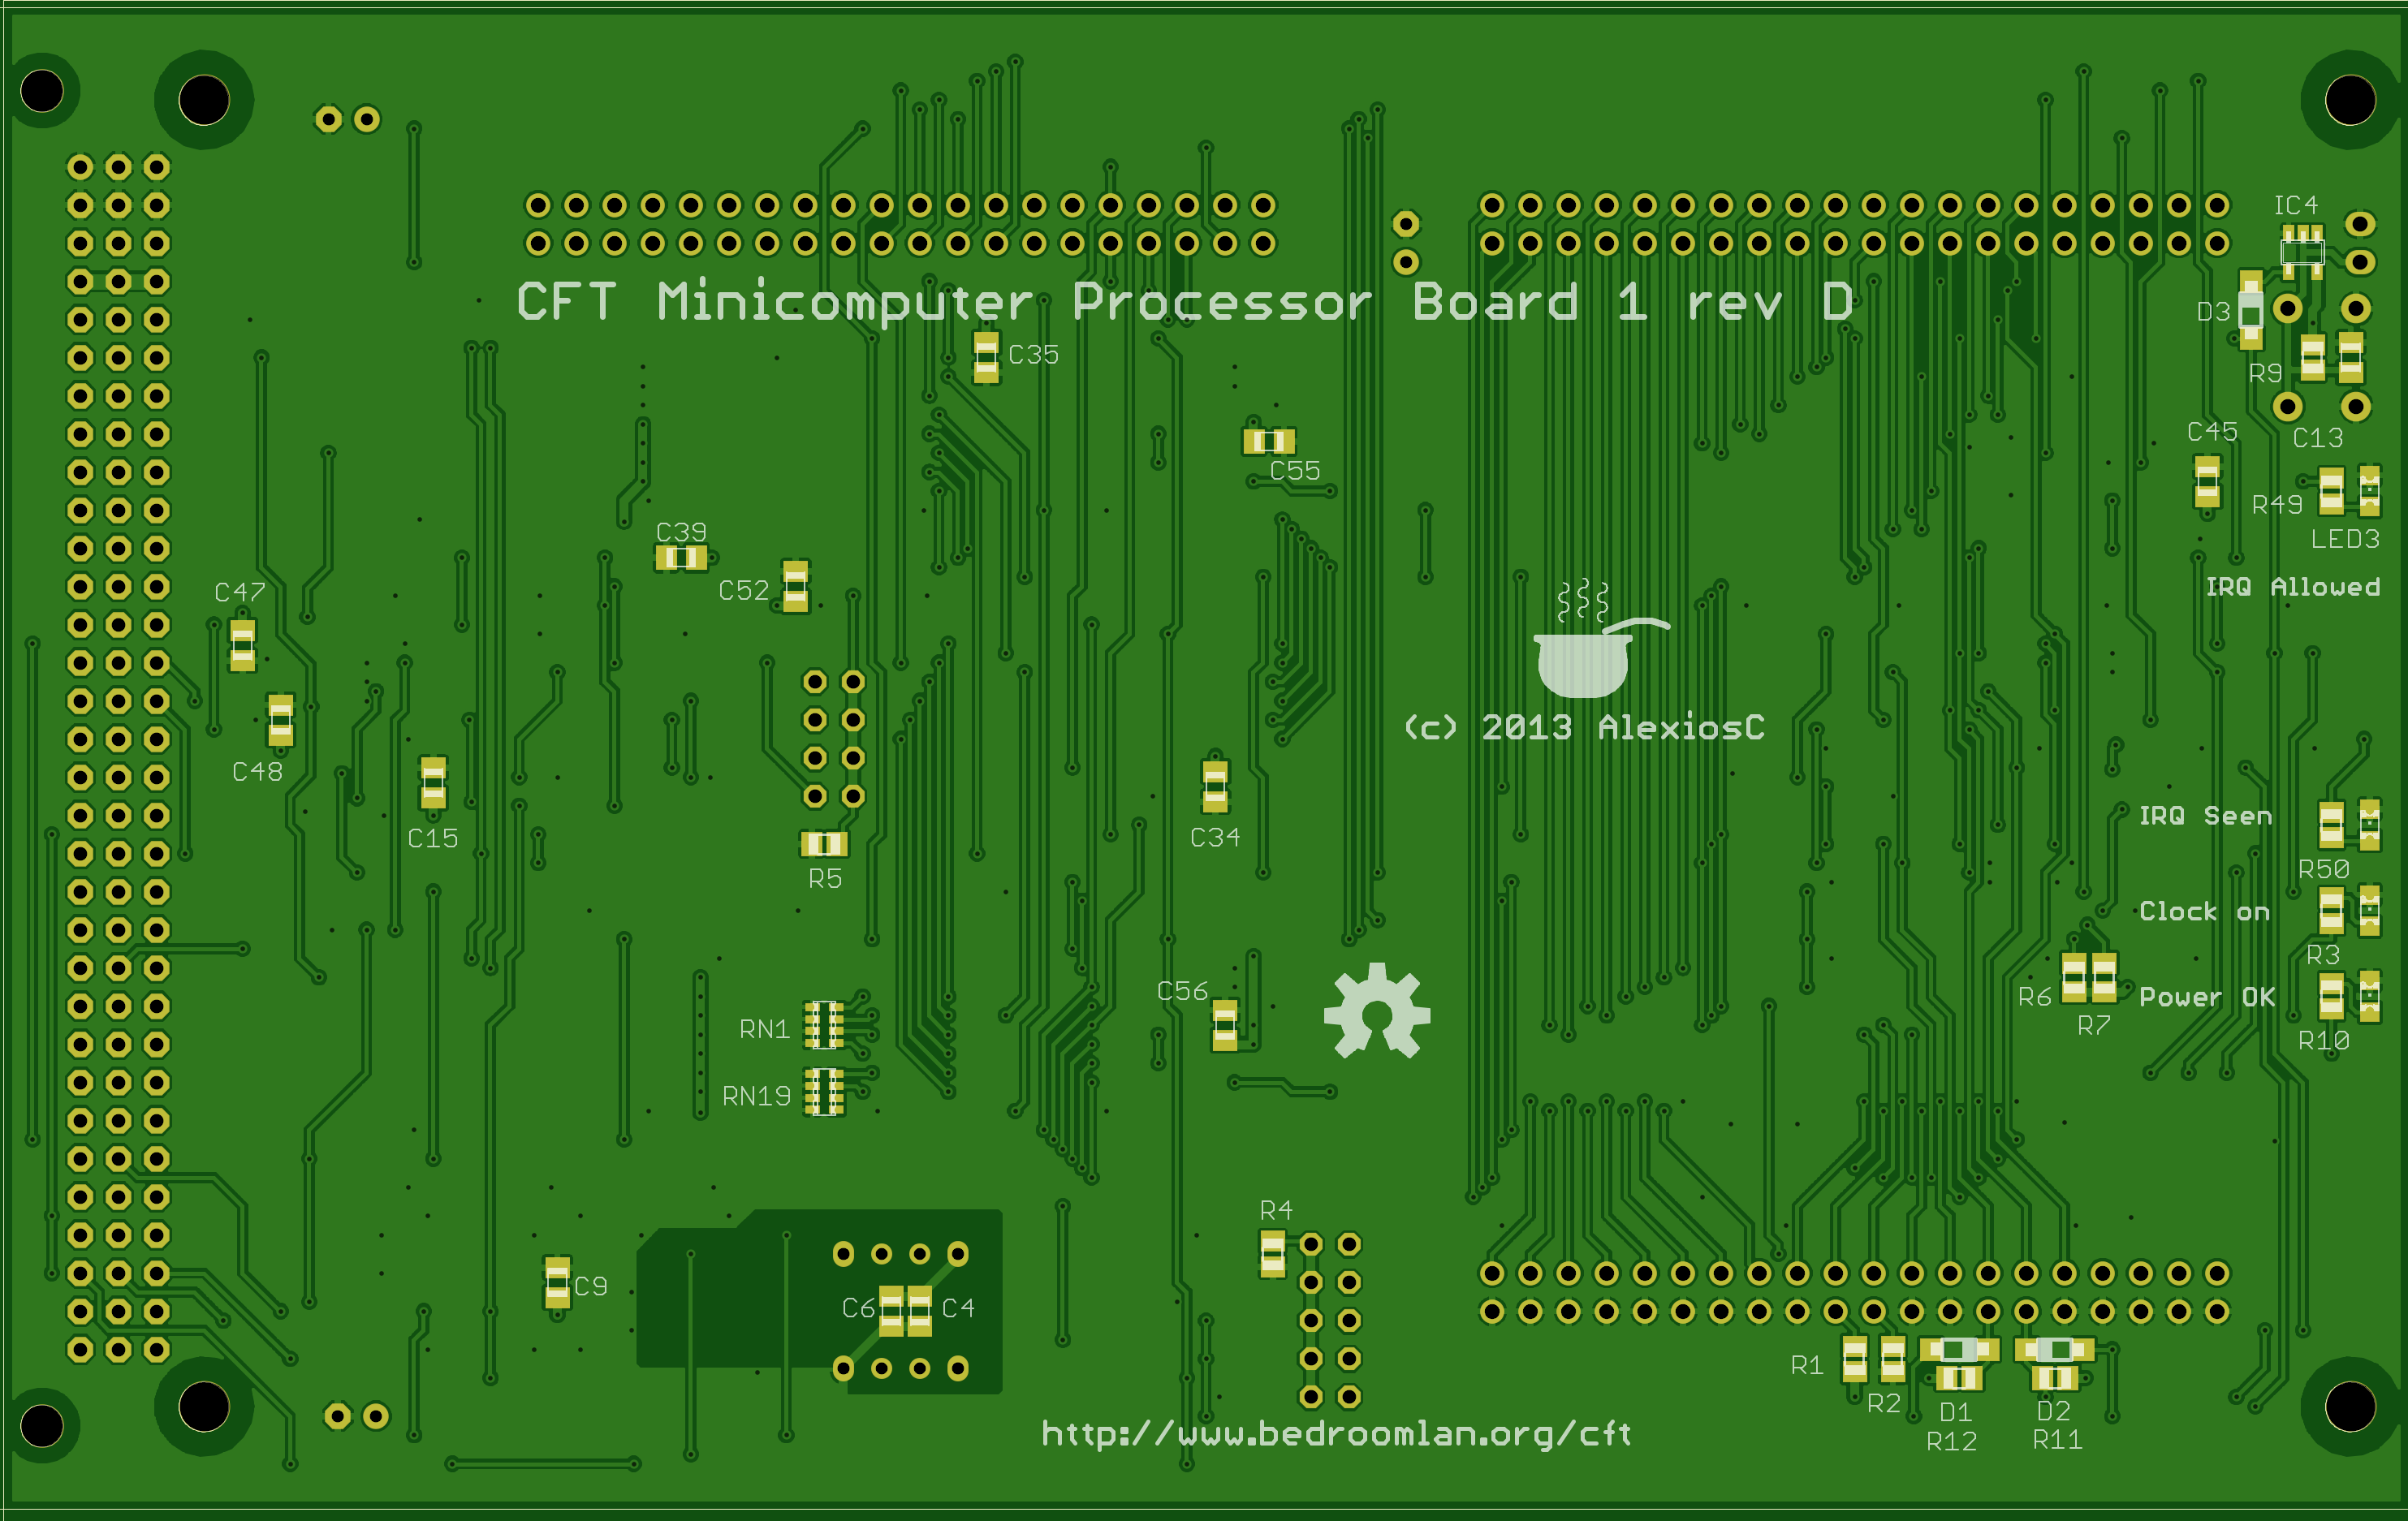 IC4
CFT Minicomputer Processor Board 1 rev D
D3
C35
R9
C45
C13
C55
R49
C39
LED3
C52
C47
IRQ Allowed
(c) 2013 AlexiosC
C48
IRQ Seen
C15
C34
R50
R5
Clock on
R3
C56
R6
Power OK
R7
RN1
R10
RN19
R4
C9
C6
C4
R1
R2
D1
D2
http://www.bedroomlan.org/cft
R12
R11